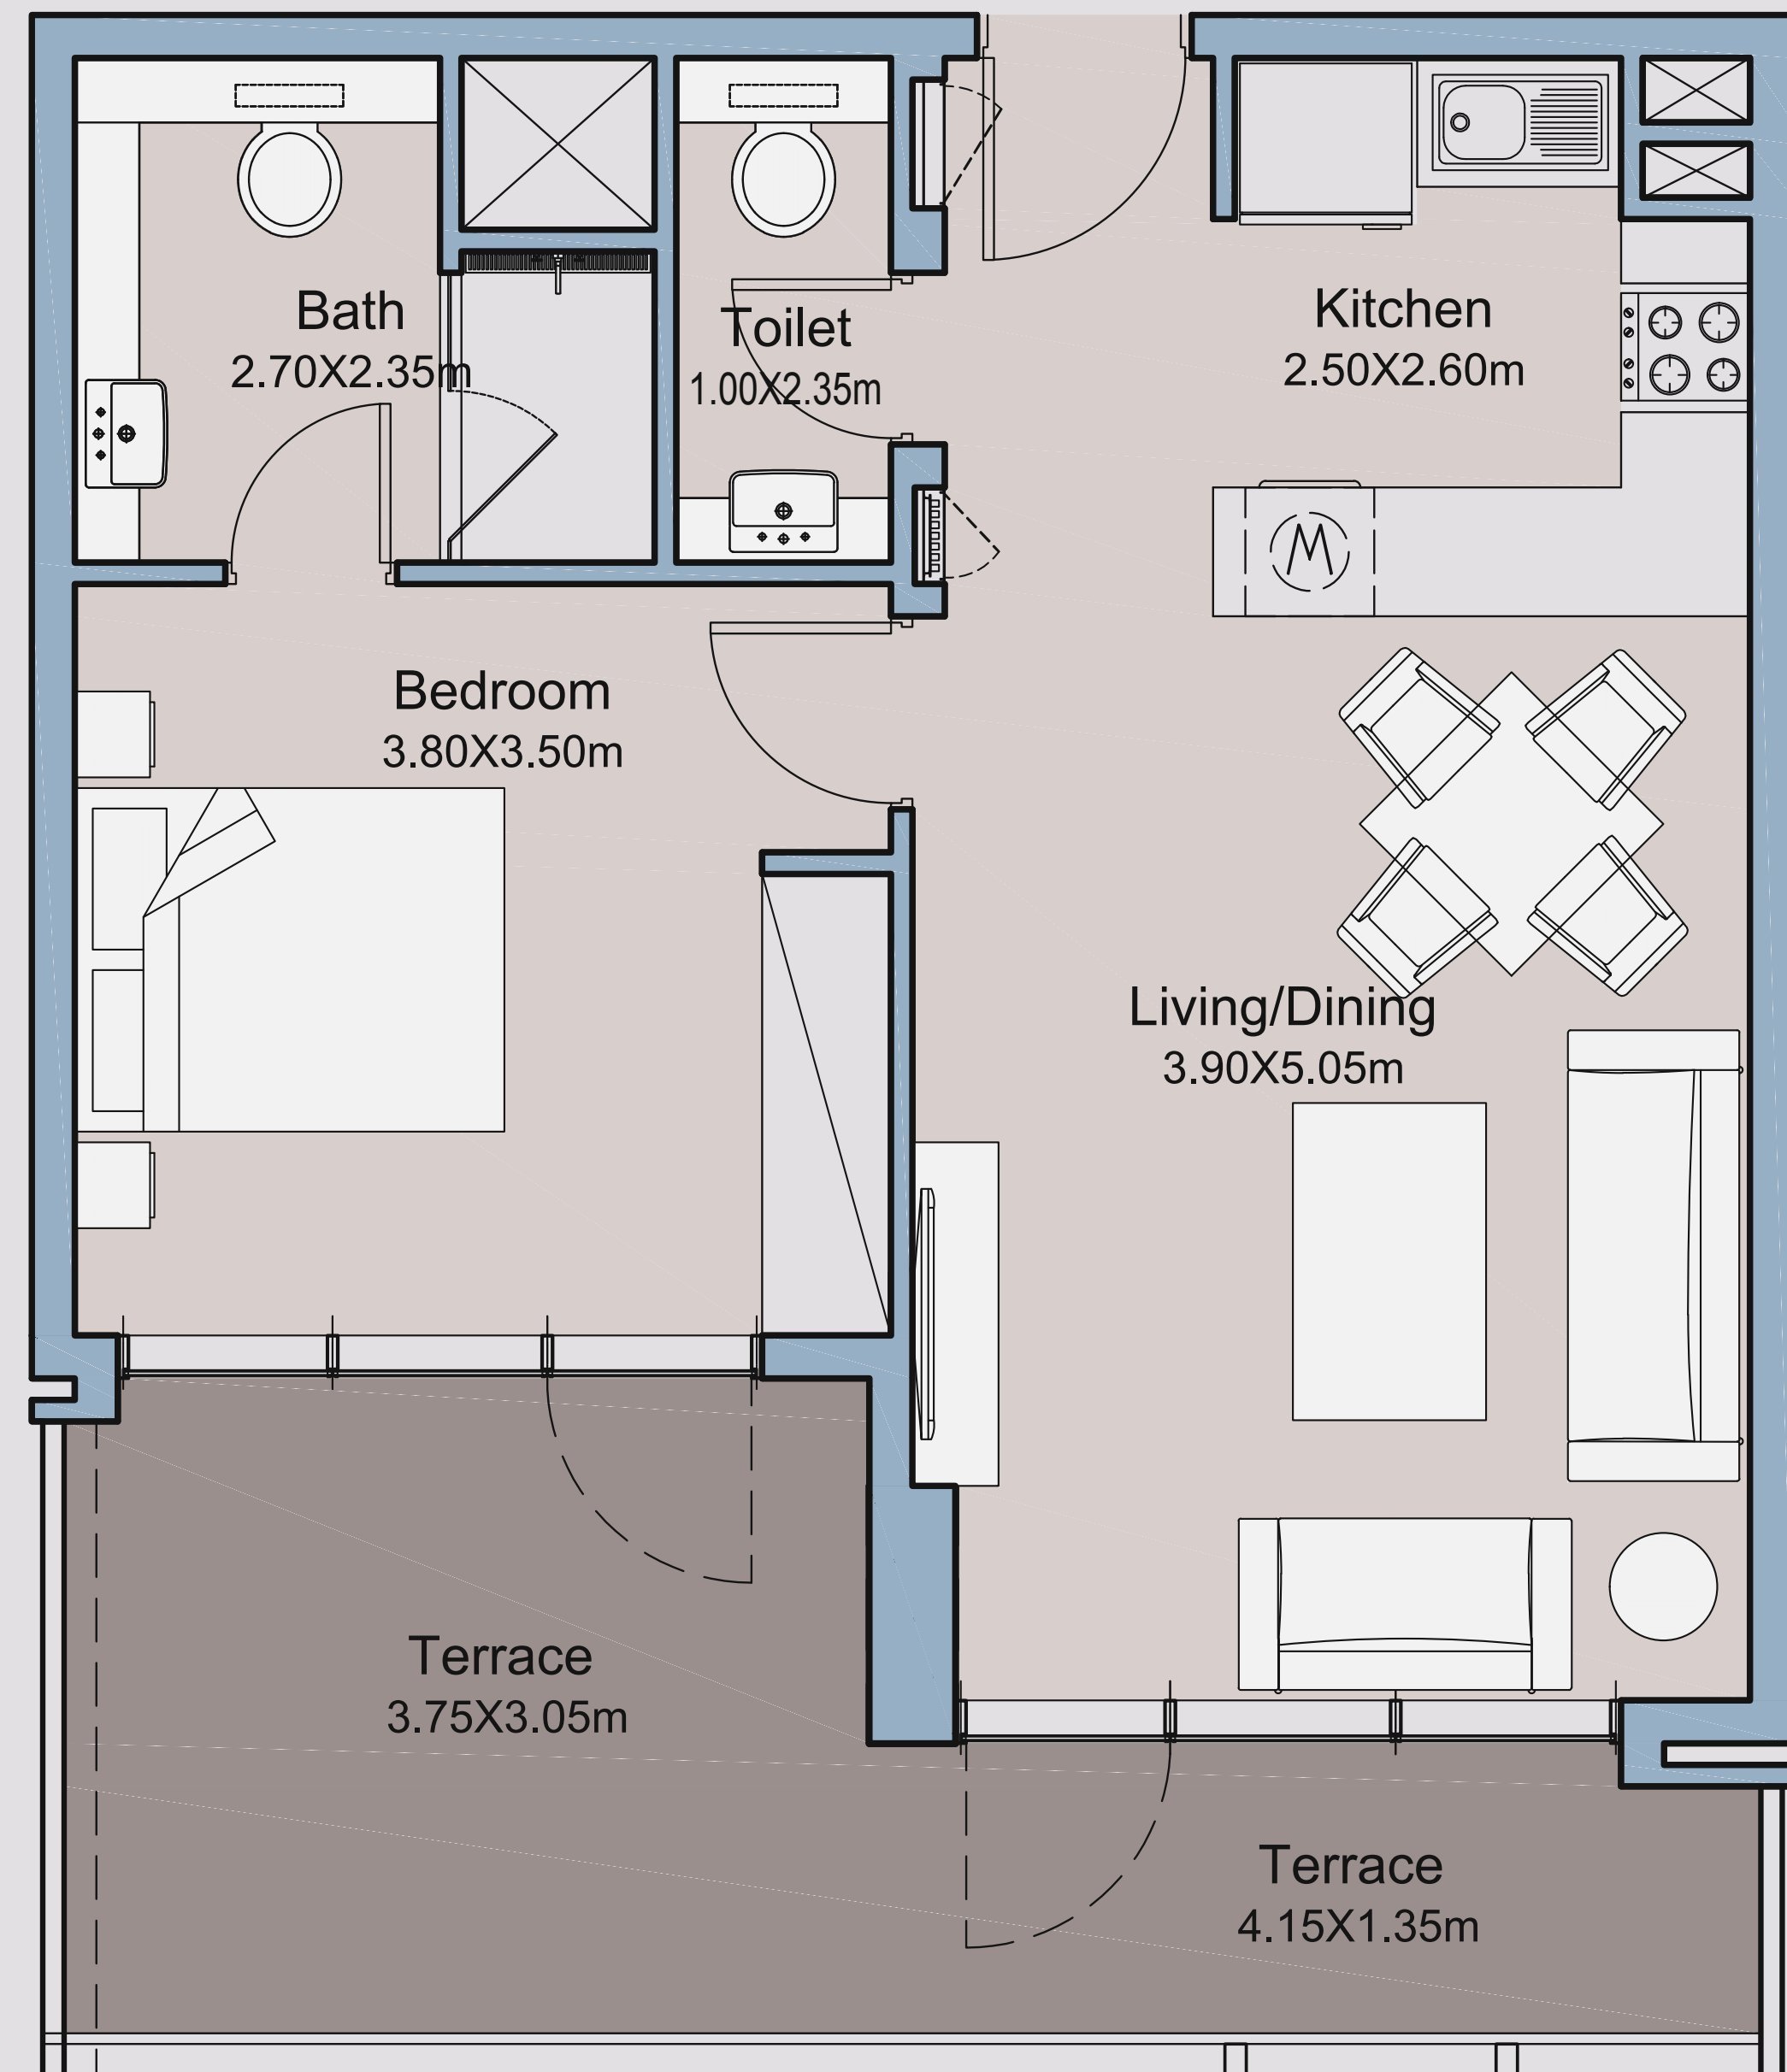 Bath
2.70X2.35m
Toilet
1.00X2.35m
Kitchen
2.50X2.60m
M
Bedroom
3.80X3.50m
Living/Dining
3.90X5.05m
Terrace
3.75X3.05m
Terrace
4.15X1.35m